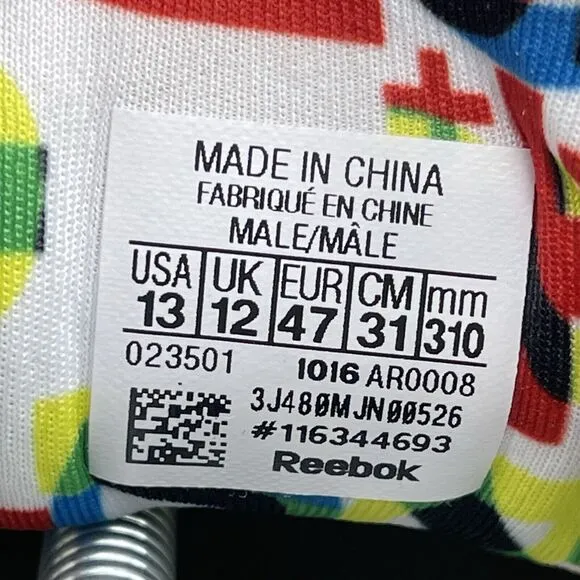 MADE IN CHINA
FABRIQUÉ EN CHINE
MALE/MÂLE
USA UK EUR CM mm
13 12 47 31 310
023501 1016 AR0008
3J480MJN00526
#116344693
Reebok